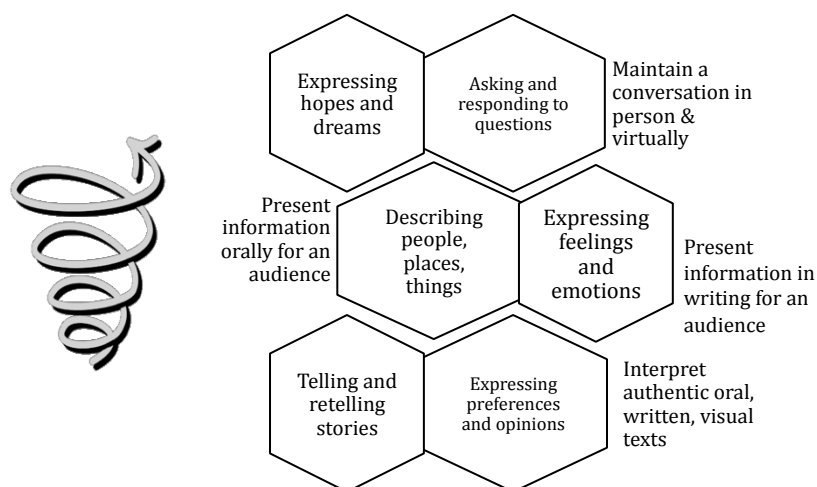 Expressing
hopes and
dreams
Asking and
responding to
questions
Maintain a
conversation in
person &
virtually
Present
information
orally for an
audience
Describing
people,
places,
things
Expressing
feelings
and
emotions
Present
information in
writing for an
audience
Telling and
retelling
stories
Expressing
preferences
and opinions
Interpret
authentic oral,
written, visual
texts